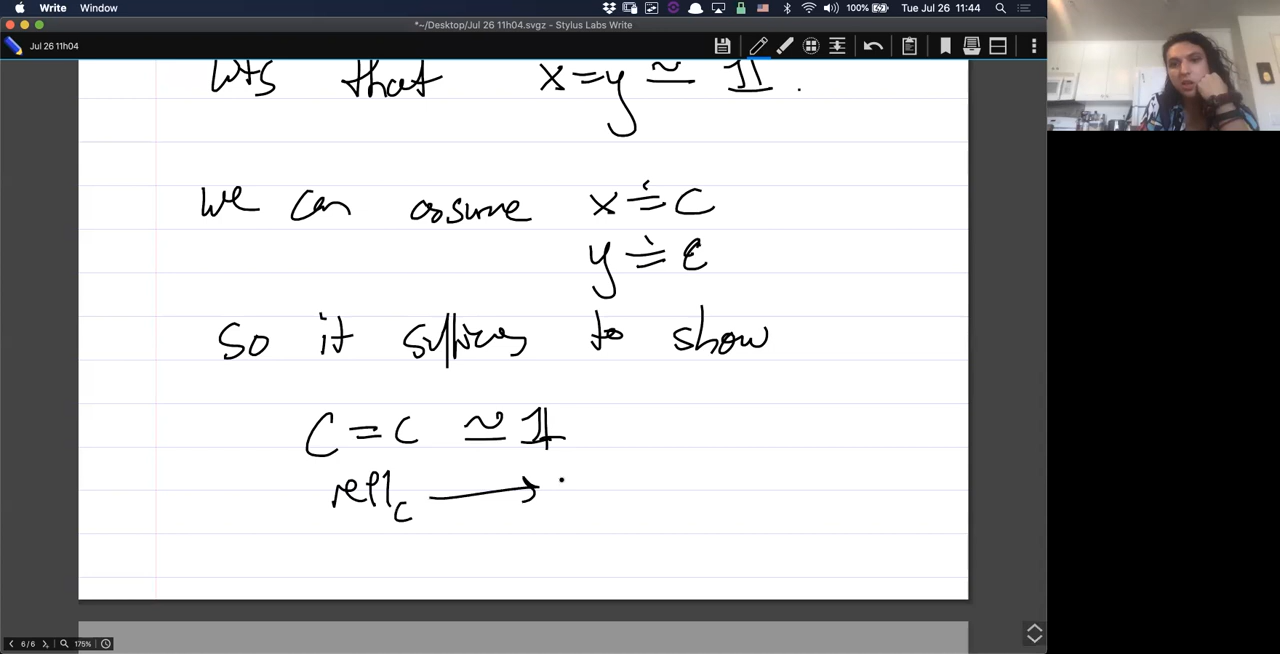 Write Window 100% Tue Jul 26 11:44
*~/Desktop/Jul 26 11h04.svgz - Stylus Labs Write
Jul 26 11h04
WTS that x=y ≃ 𝟙.
We can assume x ≐ C
y ≐ C
So it suffices to show
C = C ≃ 𝟙
refl_C ⟶ ·
6/6 175%